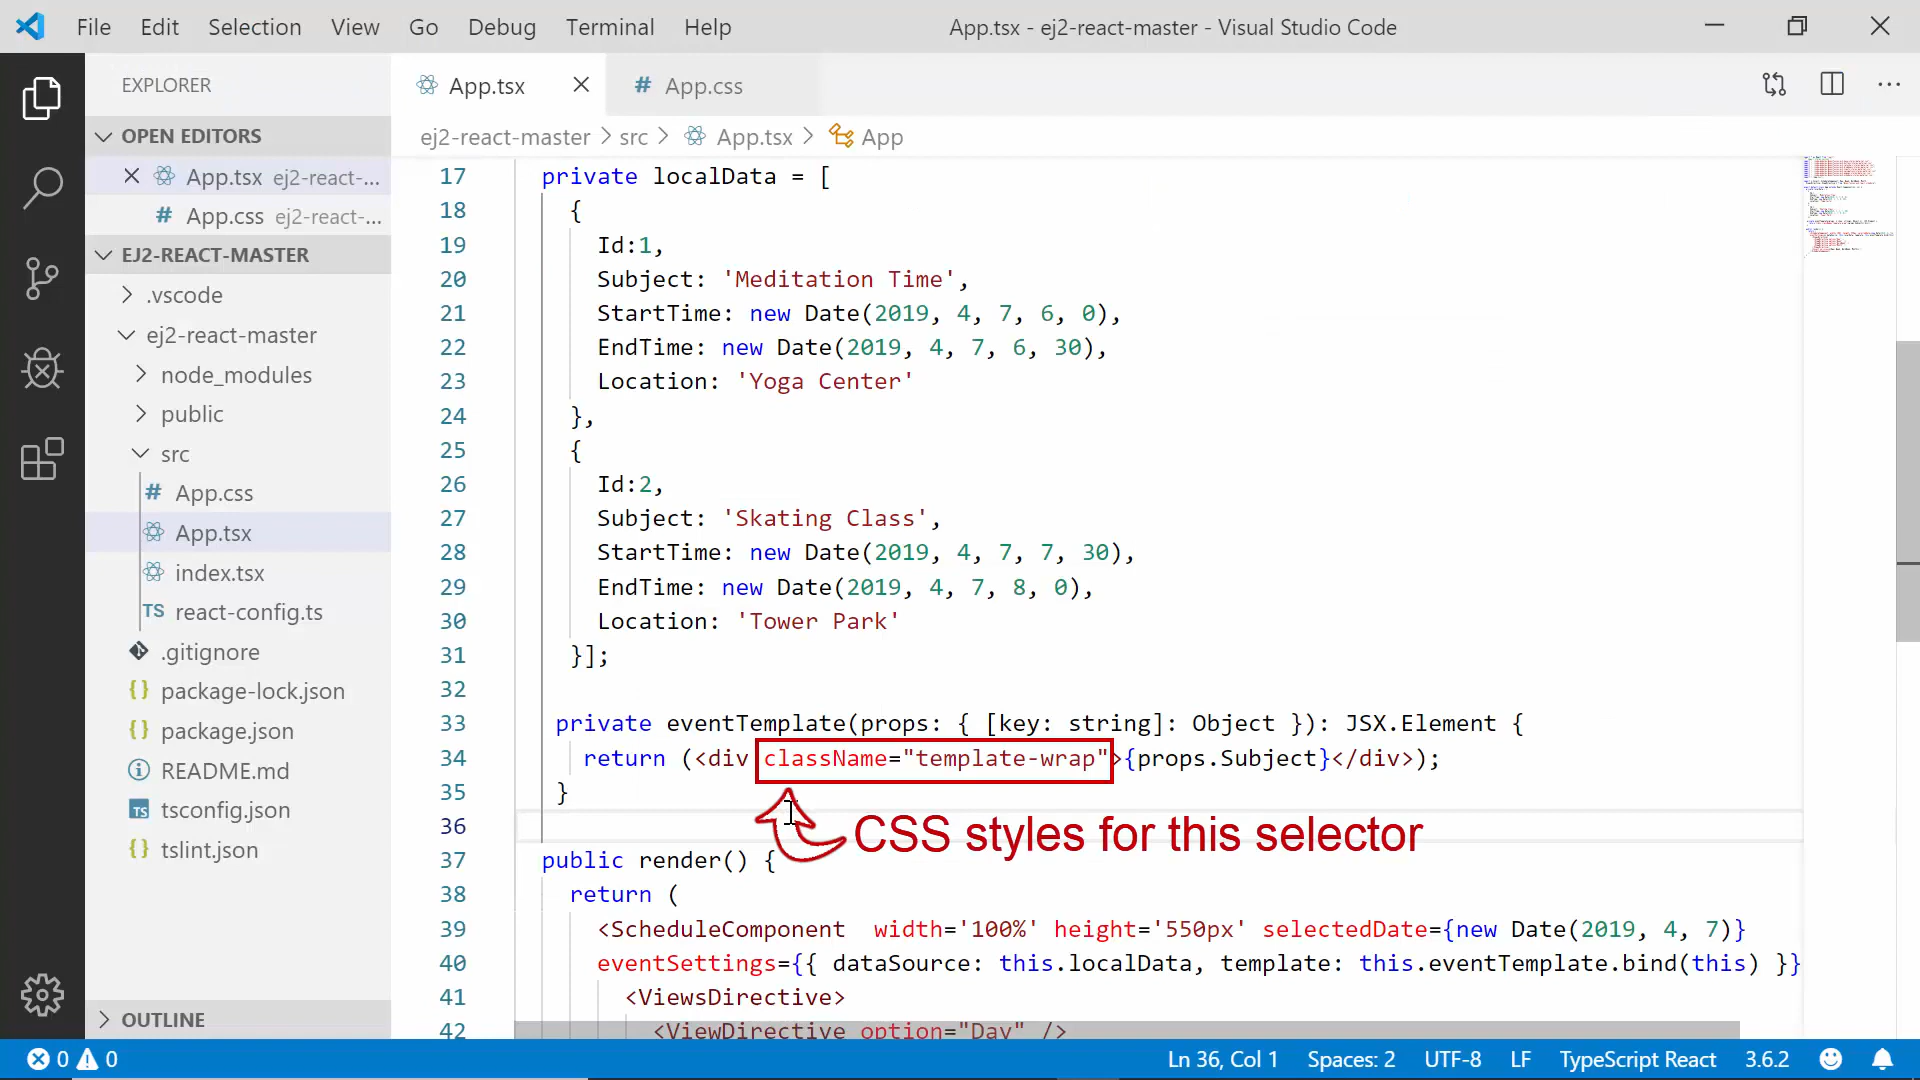 File Edit Selection View Go Debug Terminal Help
App.tsx - ej2-react-master - Visual Studio Code
EXPLORER
OPEN EDITORS
App.tsx ej2-react-...
# App.css ej2-react-...
EJ2-REACT-MASTER
.vscode
ej2-react-master
node_modules
public
src
# App.css
App.tsx
index.tsx
TS react-config.ts
.gitignore
{} package-lock.json
{} package.json
README.md
TS tsconfig.json
{} tslint.json
OUTLINE
App.tsx
# App.css
ej2-react-master > src > App.tsx > App
17 private localData = [
18 {
19 Id:1,
20 Subject: 'Meditation Time',
21 StartTime: new Date(2019, 4, 7, 6, 0),
22 EndTime: new Date(2019, 4, 7, 6, 30),
23 Location: 'Yoga Center'
24 },
25 {
26 Id:2,
27 Subject: 'Skating Class',
28 StartTime: new Date(2019, 4, 7, 7, 30),
29 EndTime: new Date(2019, 4, 7, 8, 0),
30 Location: 'Tower Park'
31 }];
32
33 private eventTemplate(props: { [key: string]: Object }): JSX.Element {
34 return (<div className="template-wrap">{props.Subject}</div>);
35 }
36
CSS styles for this selector
37 public render() {
38 return (
39 <ScheduleComponent width='100%' height='550px' selectedDate={new Date(2019, 4, 7)}
40 eventSettings={{ dataSource: this.localData, template: this.eventTemplate.bind(this) }}
41 <ViewsDirective>
42 <ViewDirective option="Day" />
0 0
Ln 36, Col 1 Spaces: 2 UTF-8 LF TypeScript React 3.6.2